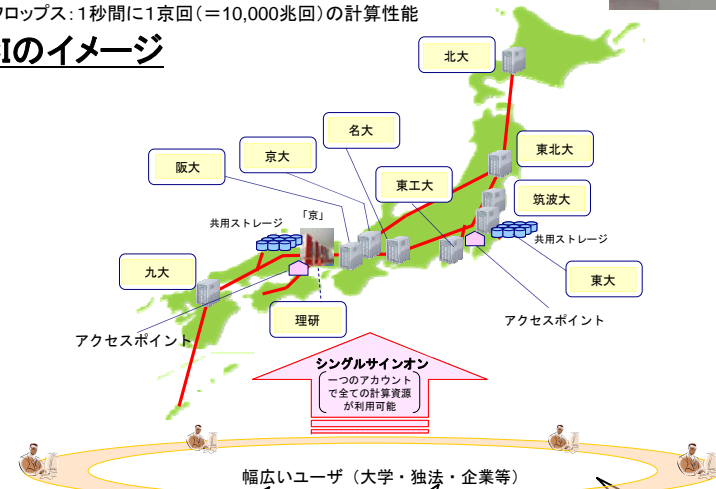 フロップス：1秒間に1京回（＝10,000兆回）の計算性能
Iのイメージ
北大
名大
東北大
京大
阪大
東工大
筑波大
「京」
共用ストレージ
共用ストレージ
九大
東大
理研
アクセスポイント
アクセスポイント
シングルサインオン
一つのアカウント
で全ての計算資源
が利用可能
幅広いユーザ（大学・独法・企業等）